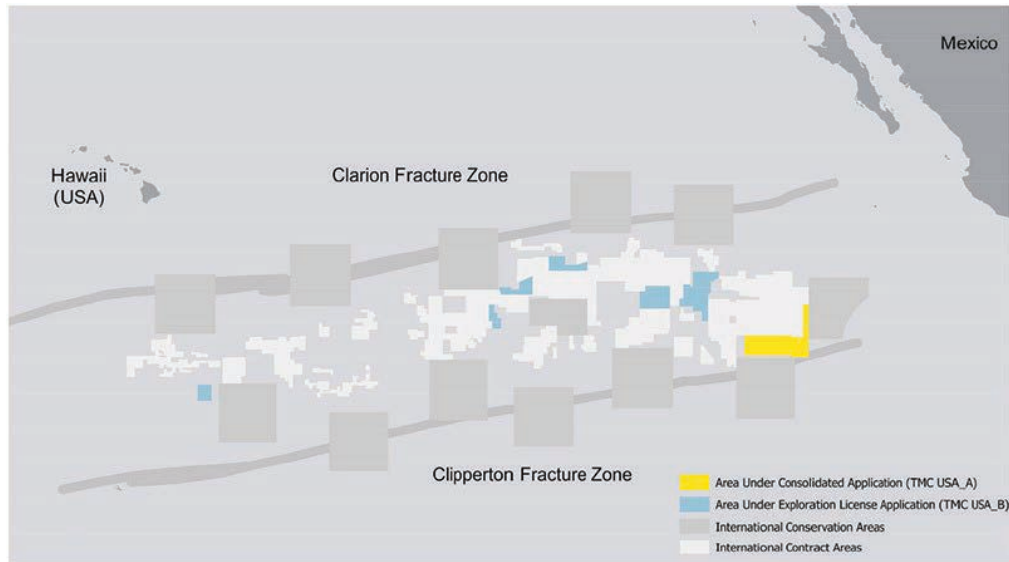 Mexico
Hawaii
(USA)
Clarion Fracture Zone
Clipperton Fracture Zone
Area Under Consolidated Application (TMC USA_A)
Area Under Exploration License Application (TMC USA_B)
International Conservation Areas
International Contract Areas